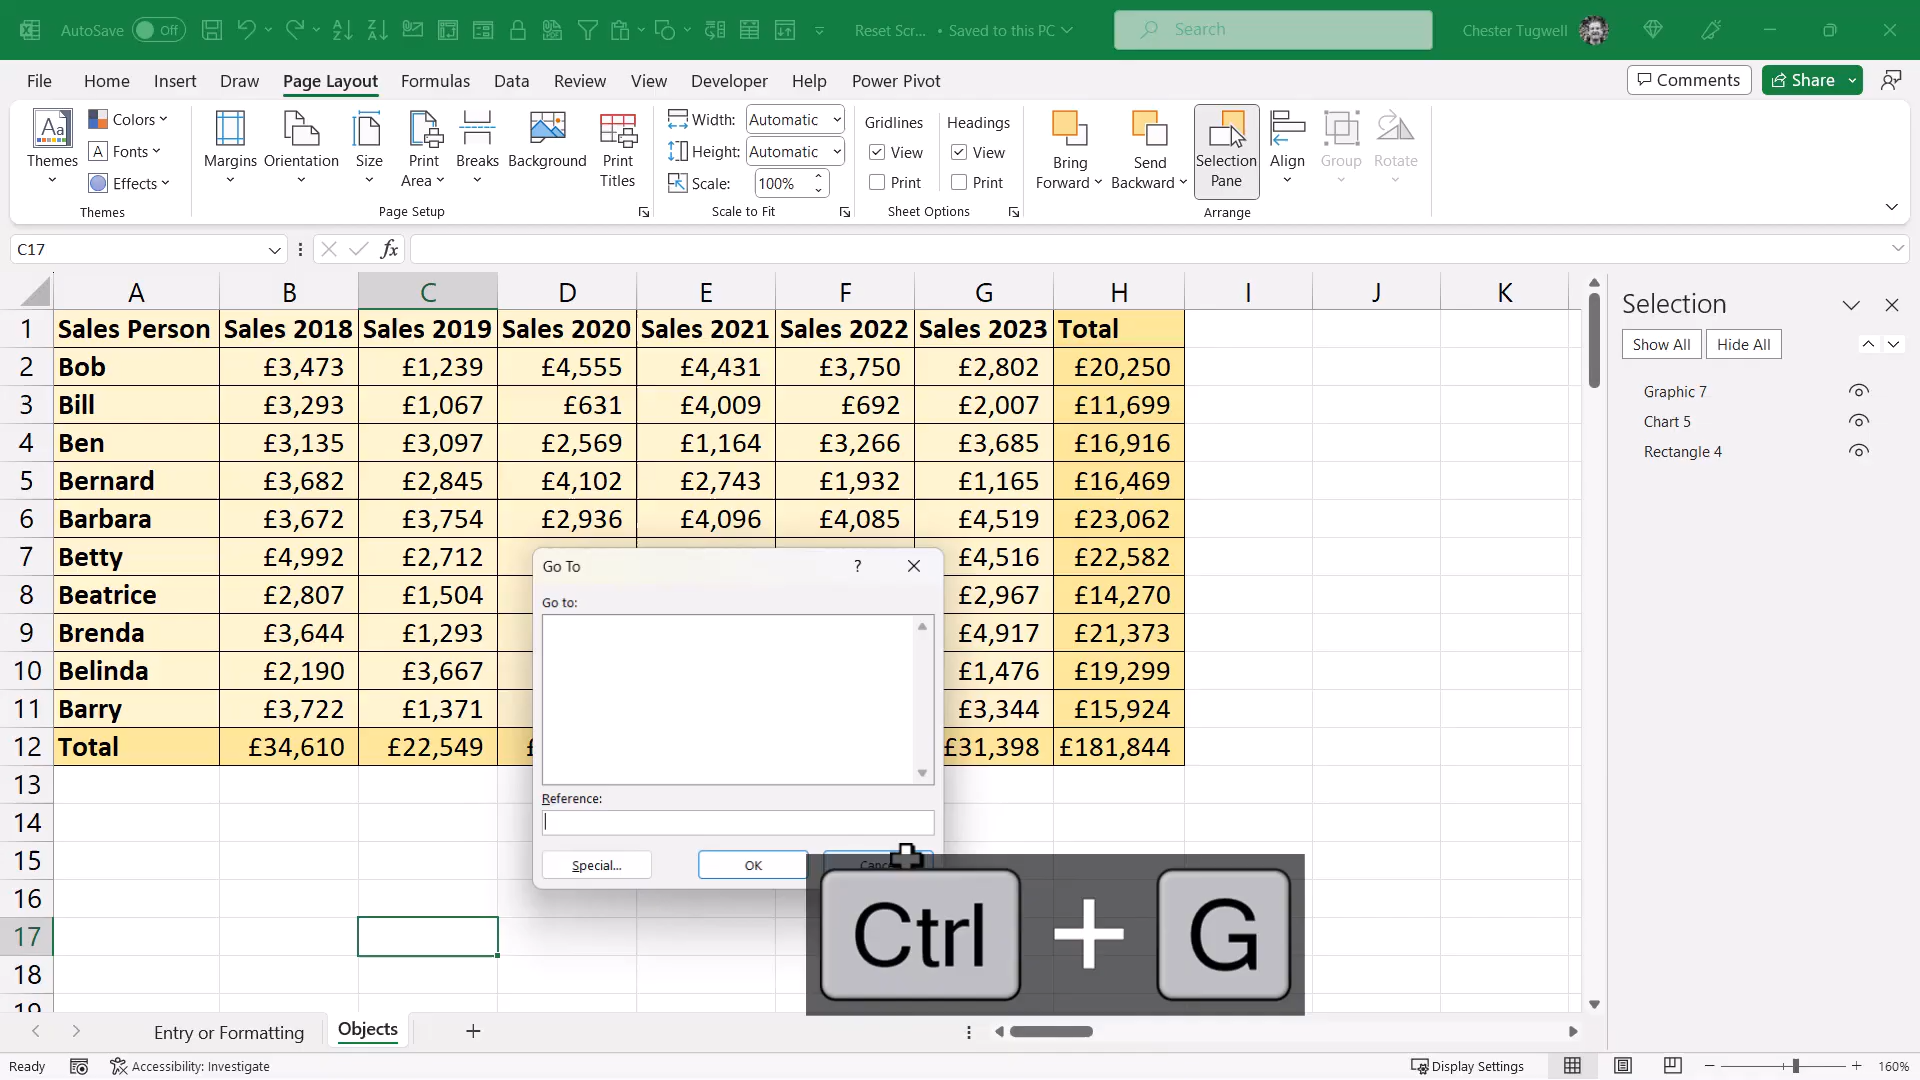 AutoSave Off Reset Scr... • Saved to this PC Search Chester Tugwell
File Home Insert Draw Page Layout Formulas Data Review View Developer Help Power Pivot Comments Share
Aa Themes Colors A Fonts Effects
Themes
Margins Orientation Size Print Area Breaks Background Print Titles
Page Setup
Width: Automatic
Height: Automatic
Scale: 100%
Scale to Fit
Gridlines Headings
View View
Print Print
Sheet Options
Bring Forward Send Backward Selection Pane Align Group Rotate
Arrange
C17 fx
A B C D E F G H I J K
1 Sales Person Sales 2018 Sales 2019 Sales 2020 Sales 2021 Sales 2022 Sales 2023 Total
2 Bob £3,473 £1,239 £4,555 £4,431 £3,750 £2,802 £20,250
3 Bill £3,293 £1,067 £631 £4,009 £692 £2,007 £11,699
4 Ben £3,135 £3,097 £2,569 £1,164 £3,266 £3,685 £16,916
5 Bernard £3,682 £2,845 £4,102 £2,743 £1,932 £1,165 £16,469
6 Barbara £3,672 £3,754 £2,936 £4,096 £4,085 £4,519 £23,062
7 Betty £4,992 £2,712 £4,516 £22,582
8 Beatrice £2,807 £1,504 £2,967 £14,270
9 Brenda £3,644 £1,293 £4,917 £21,373
10 Belinda £2,190 £3,667 £1,476 £19,299
11 Barry £3,722 £1,371 £3,344 £15,924
12 Total £34,610 £22,549 £31,398 £181,844
13
14
15
16
17
18
Go To ?
Go to:
Reference:
Special... OK
Ctrl + G
Selection
Show All Hide All
Graphic 7
Chart 5
Rectangle 4
Entry or Formatting Objects
Ready Accessibility: Investigate Display Settings 160%